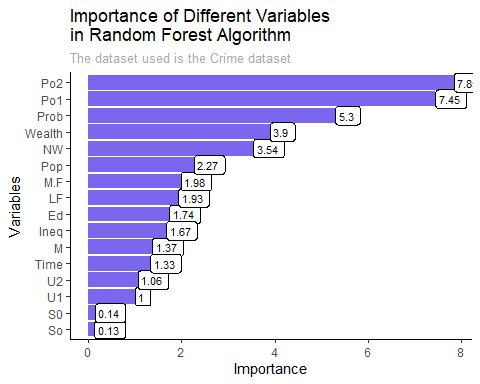 Importance of Different Variables
in Random Forest Algorithm
The dataset used is the Crime dataset
Po2
Po1 7.45
Prob 5.3
Wealth 3.9
NW 3.54
Pop 2.27
M.F 1.98
LF 1.93
Ed 1.74
Ineq 1.67
M 1.37
Time 1.33
U2 1.06
U1 1
S0 0.14
So 0.13
0 2 4 6 8
Importance
Variables